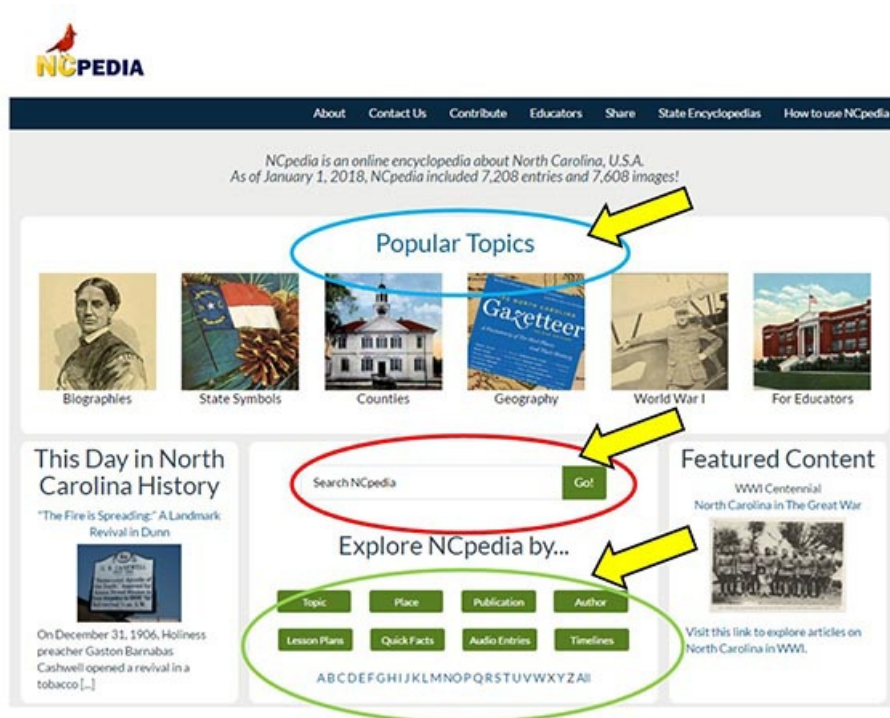 NCPEDIA
About Contact Us Contribute Educators Share State Encyclopedias How to use NCpedia
NCpedia is an online encyclopedia about North Carolina, U.S.A.
As of January 1, 2018, NCpedia included 7,208 entries and 7,608 images!
Popular Topics
Gazetteer
Biographies State Symbols Counties Geography World War I For Educators
This Day in North
Carolina History
"The Fire is Spreading:" A Landmark
Revival in Dunn
On December 31, 1906, Holiness
preacher Gaston Barnabas
Cashwell opened a revival in a
tobacco [...]
Search NCpedia Go!
Explore NCpedia by...
Topic Place Publication Author
Lesson Plans Quick Facts Audio Entries Timelines
A B C D E F G H I J K L M N O P Q R S T U V W X Y Z All
Featured Content
WWI Centennial
North Carolina in The Great War
Visit this link to explore articles on
North Carolina in WWI.